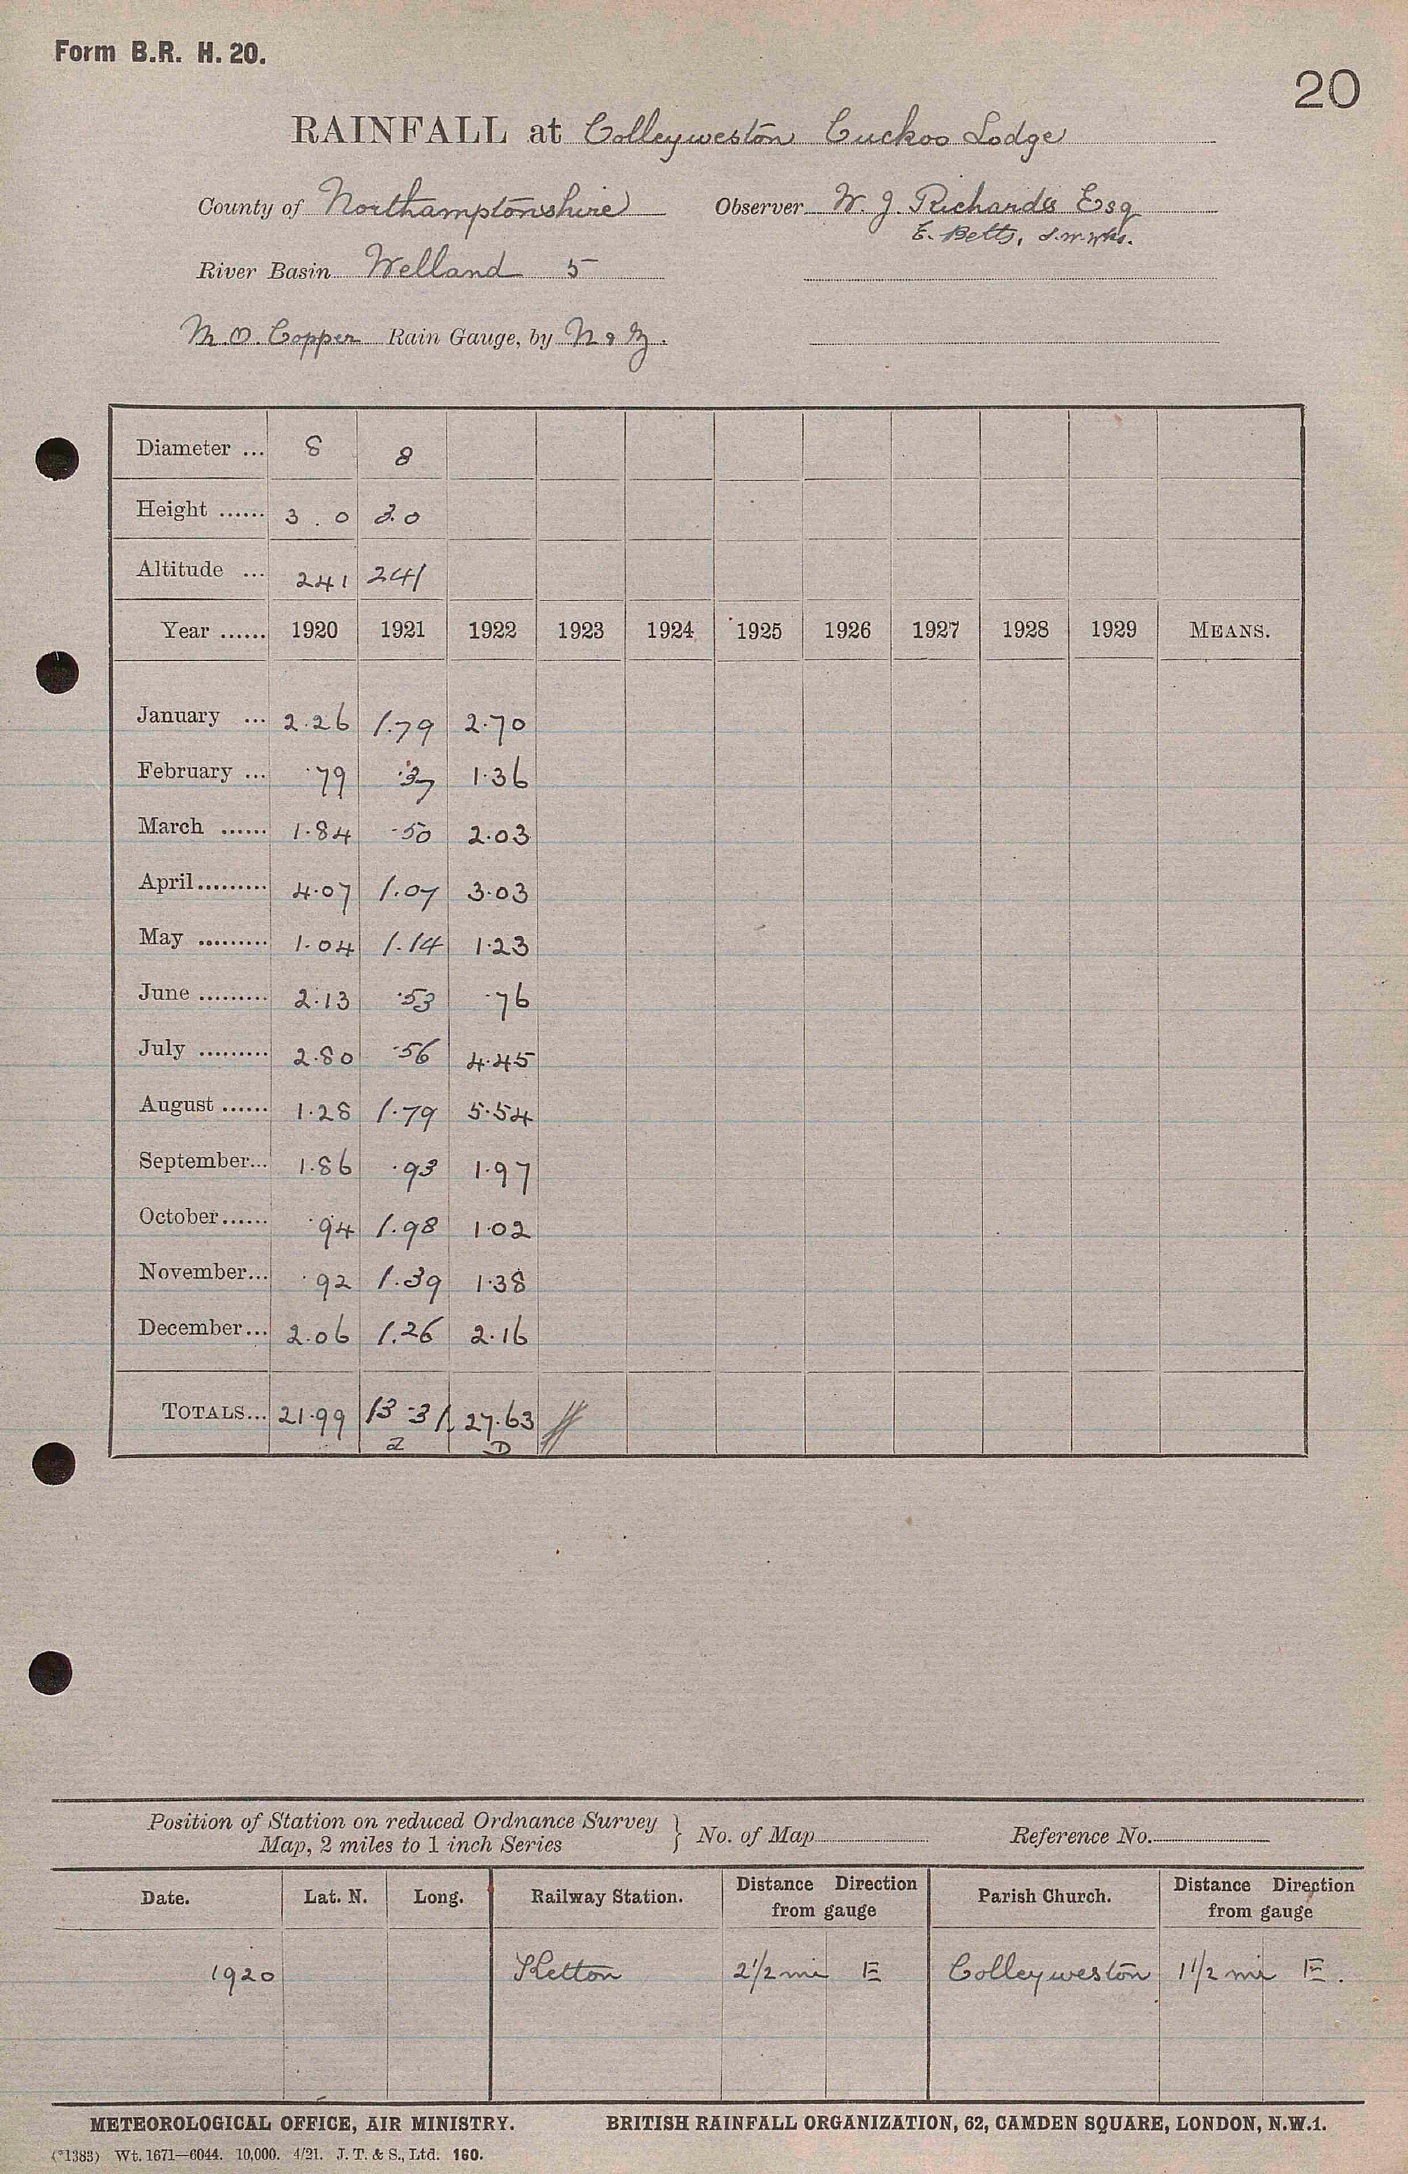 Form B.R. H. 20.
20
RAINFALL at Colleyweston Cuckoo Lodge
County of Northamptonshire Observer W. J. Richards Esq
E. Betts,
River Basin Welland 5
M.O. Copper Rain Gauge, by N & Z.
Diameter ... 8 8
Height ...... 3.0 3.0
Altitude ... 241 241
Year ...... 1920 1921 1922 1923 1924 1925 1926 1927 1928 1929 MEANS.
January ... 2.26 1.79 2.70
February ... .79 .37 1.36
March ...... 1.84 .50 2.03
April......... 4.07 1.07 3.03
May ......... 1.04 1.14 1.23
June ......... 2.13 .53 .76
July ......... 2.80 .56 4.45
August ...... 1.28 1.79 5.54
September... 1.86 .93 1.97
October...... .94 1.98 1.02
November... .92 1.39 1.38
December... 2.06 1.26 2.16
TOTALS... 21.99 13.31 27.63
D
Position of Station on reduced Ordnance Survey
Map, 2 miles to 1 inch Series } No. of Map Reference No.
Date. Lat. N. Long. Railway Station. Distance Direction from gauge Parish Church. Distance Direction from gauge
1920 Ketton 2½ mi E Colleyweston 1½ mi E.
METEOROLOGICAL OFFICE, AIR MINISTRY. BRITISH RAINFALL ORGANIZATION, 62, CAMDEN SQUARE, LONDON, N.W.1.
(*1383) Wt. 1671—6044. 10,000. 4/21. J. T. & S., Ltd. 160.